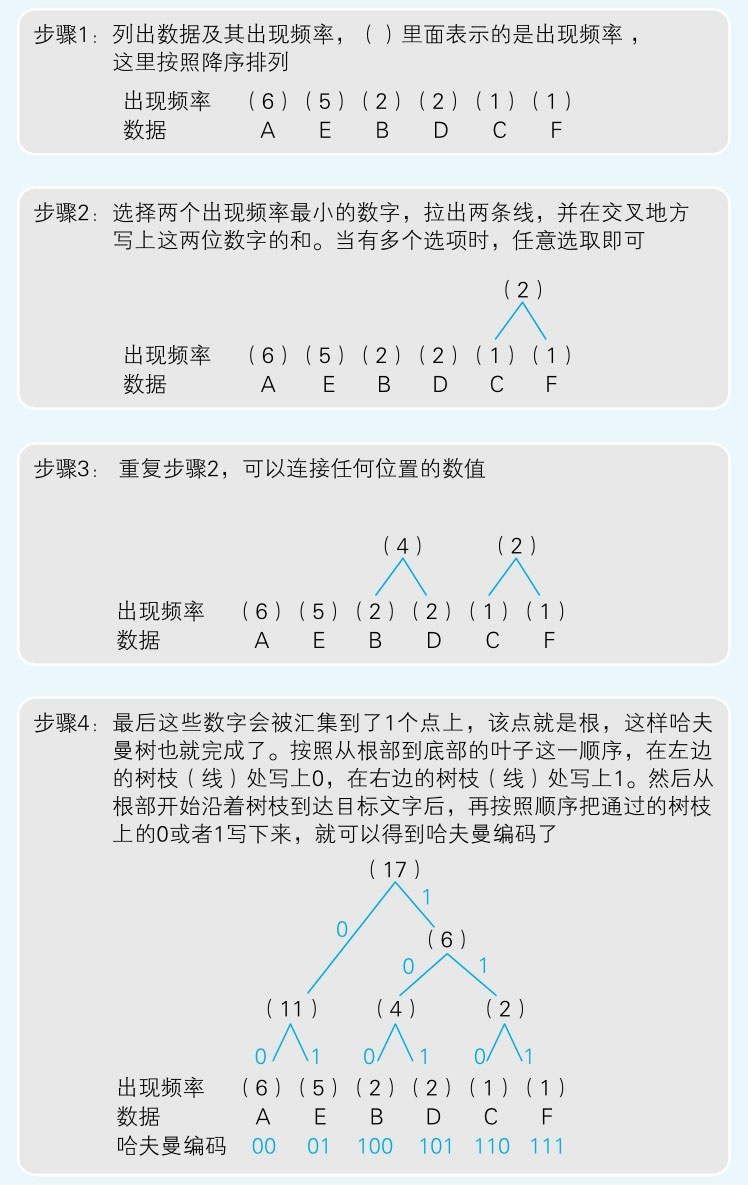 步骤1： 列出数据及其出现频率，（ ）里面表示的是出现频率 ，
这里按照降序排列
出现频率 （ 6 ）（ 5 ）（ 2 ）（ 2 ）（ 1 ）（ 1 ）
数据 A E B D C F
步骤2： 选择两个出现频率最小的数字，拉出两条线，并在交叉地方
写上这两位数字的和。当有多个选项时，任意选取即可
（ 2 ）
出现频率 （ 6 ）（ 5 ）（ 2 ）（ 2 ）（ 1 ）（ 1 ）
数据 A E B D C F
步骤3： 重复步骤2，可以连接任何位置的数值
（ 4 ） （ 2 ）
出现频率 （ 6 ）（ 5 ）（ 2 ）（ 2 ）（ 1 ）（ 1 ）
数据 A E B D C F
步骤4： 最后这些数字会被汇集到了1个点上，该点就是根，这样哈夫
曼树也就完成了。按照从根部到底部的叶子这一顺序，在左边
的树枝（ 线 ）处写上0，在右边的树枝（ 线 ）处写上1。然后从
根部开始沿着树枝到达目标文字后，再按照顺序把通过的树枝
上的0或者1写下来，就可以得到哈夫曼编码了
（ 17 ）
0 1
（ 6 ）
0 1
（ 11 ） （ 4 ） （ 2 ）
0 1 0 1 0 1
出现频率 （ 6 ）（ 5 ）（ 2 ）（ 2 ）（ 1 ）（ 1 ）
数据 A E B D C F
哈夫曼编码 00 01 100 101 110 111